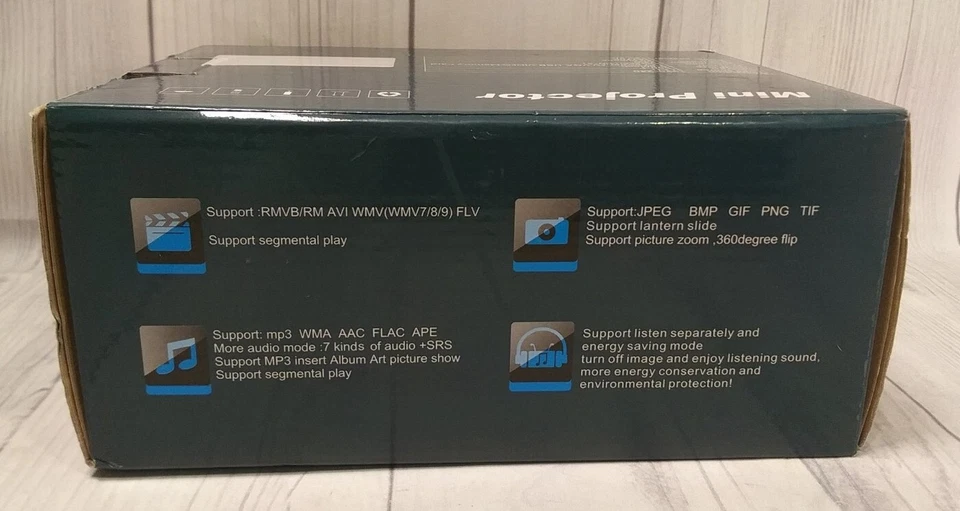 Mini Projector
Support :RMVB/RM AVI WMV(WMV7/8/9) FLV
Support segmental play
Support:JPEG BMP GIF PNG TIF
Support lantern slide
Support picture zoom ,360degree flip
Support: mp3 WMA AAC FLAC APE
More audio mode :7 kinds of audio +SRS
Support MP3 insert Album Art picture show
Support segmental play
Support listen separately and
energy saving mode
turn off image and enjoy listening sound,
more energy conservation and
environmental protection!